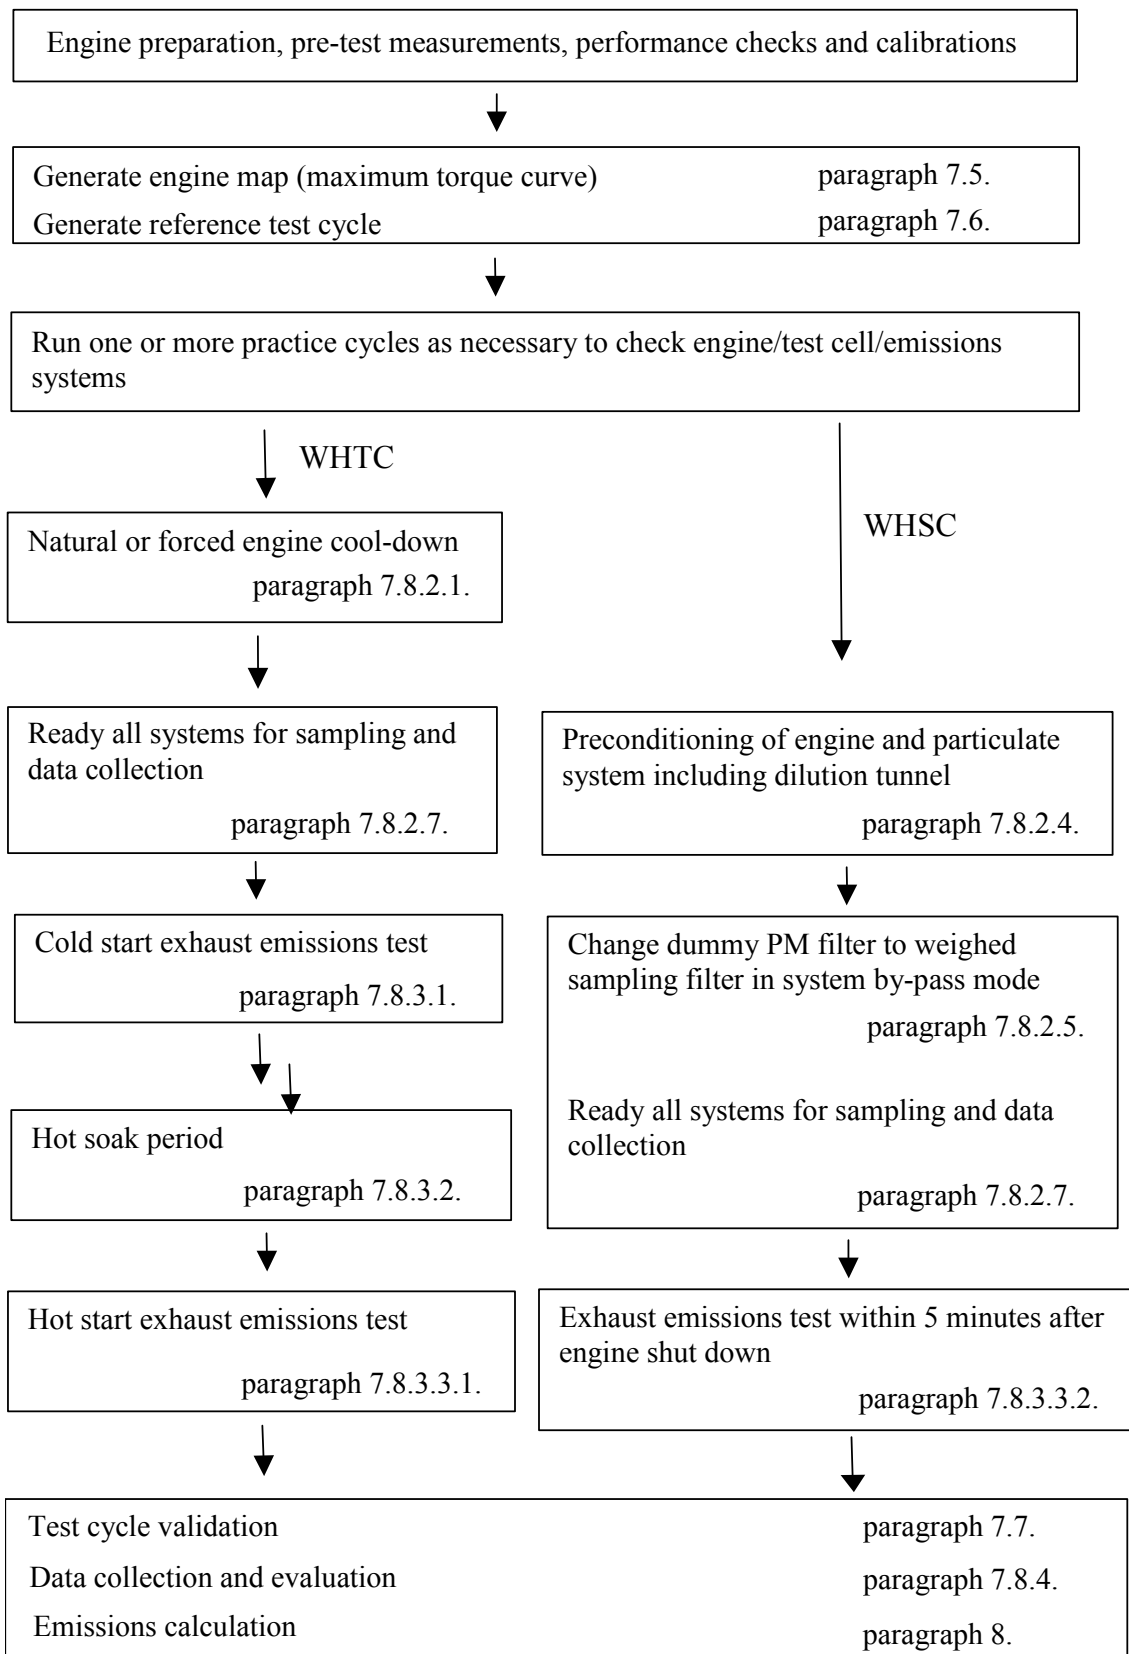 Engine preparation, pre-test measurements, performance checks and calibrations
Generate engine map (maximum torque curve) paragraph 7.5.
Generate reference test cycle paragraph 7.6.
Run one or more practice cycles as necessary to check engine/test cell/emissions
systems
WHTC
WHSC
Natural or forced engine cool-down
paragraph 7.8.2.1.
Ready all systems for sampling and
data collection
paragraph 7.8.2.7.
Cold start exhaust emissions test
paragraph 7.8.3.1.
Hot soak period
paragraph 7.8.3.2.
Hot start exhaust emissions test
paragraph 7.8.3.3.1.
Preconditioning of engine and particulate
system including dilution tunnel
paragraph 7.8.2.4.
Change dummy PM filter to weighed
sampling filter in system by-pass mode
paragraph 7.8.2.5.
Ready all systems for sampling and data
collection
paragraph 7.8.2.7.
Exhaust emissions test within 5 minutes after
engine shut down
paragraph 7.8.3.3.2.
Test cycle validation paragraph 7.7.
Data collection and evaluation paragraph 7.8.4.
Emissions calculation paragraph 8.